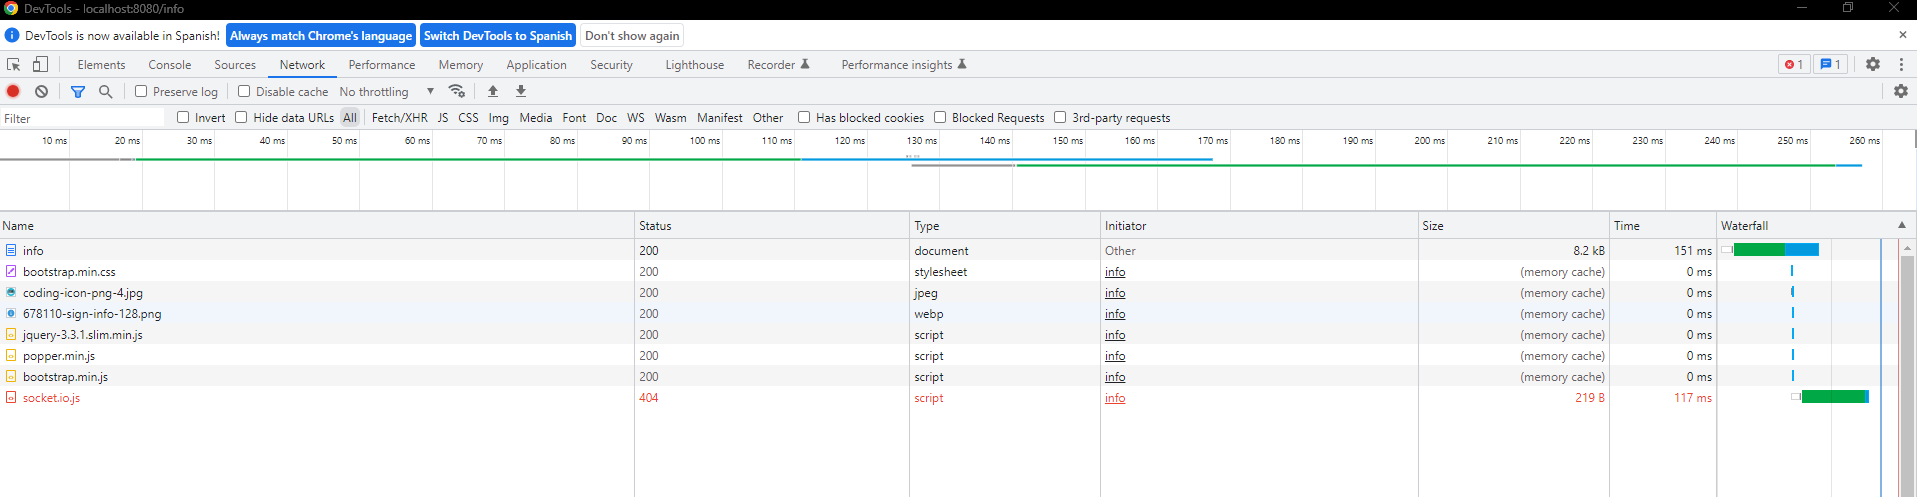 DevTools - localhost:8080/info
DevTools is now available in Spanish! Always match Chrome's language Switch DevTools to Spanish Don't show again
Elements Console Sources Network Performance Memory Application Security Lighthouse Recorder Performance insights 1 1
Preserve log Disable cache No throttling
Filter Invert Hide data URLs All Fetch/XHR JS CSS Img Media Font Doc WS Wasm Manifest Other Has blocked cookies Blocked Requests 3rd-party requests
10 ms 20 ms 30 ms 40 ms 50 ms 60 ms 70 ms 80 ms 90 ms 100 ms 110 ms 120 ms 130 ms 140 ms 150 ms 160 ms 170 ms 180 ms 190 ms 200 ms 210 ms 220 ms 230 ms 240 ms 250 ms 260 ms
Name Status Type Initiator Size Time Waterfall
info 200 document Other 8.2 kB 151 ms
bootstrap.min.css 200 stylesheet info (memory cache) 0 ms
coding-icon-png-4.jpg 200 jpeg info (memory cache) 0 ms
678110-sign-info-128.png 200 webp info (memory cache) 0 ms
jquery-3.3.1.slim.min.js 200 script info (memory cache) 0 ms
popper.min.js 200 script info (memory cache) 0 ms
bootstrap.min.js 200 script info (memory cache) 0 ms
socket.io.js 404 script info 219 B 117 ms